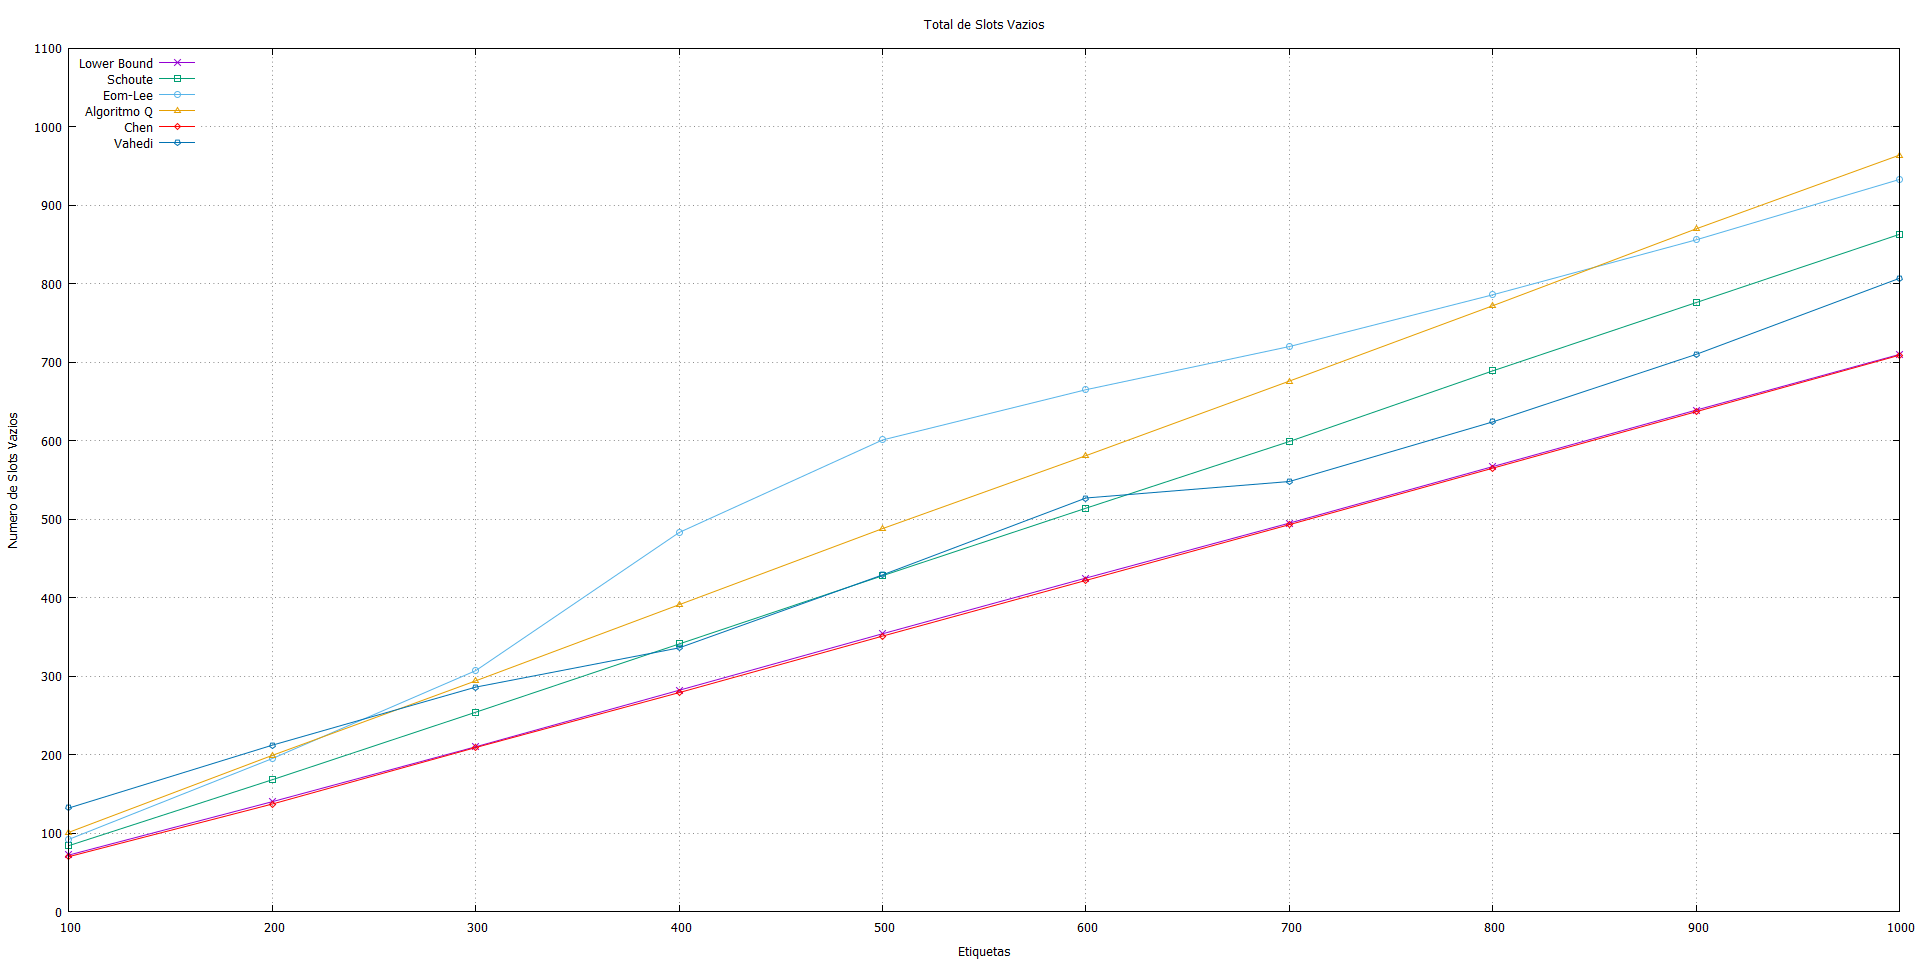 Total de Slots Vazios
1100
1000
900
800
700
600
500
400
300
200
100
0
Numero de Slots Vazios
Lower Bound
Schoute
Eom-Lee
Algoritmo Q
Chen
Vahedi
100 200 300 400 500 600 700 800 900 1000
Etiquetas